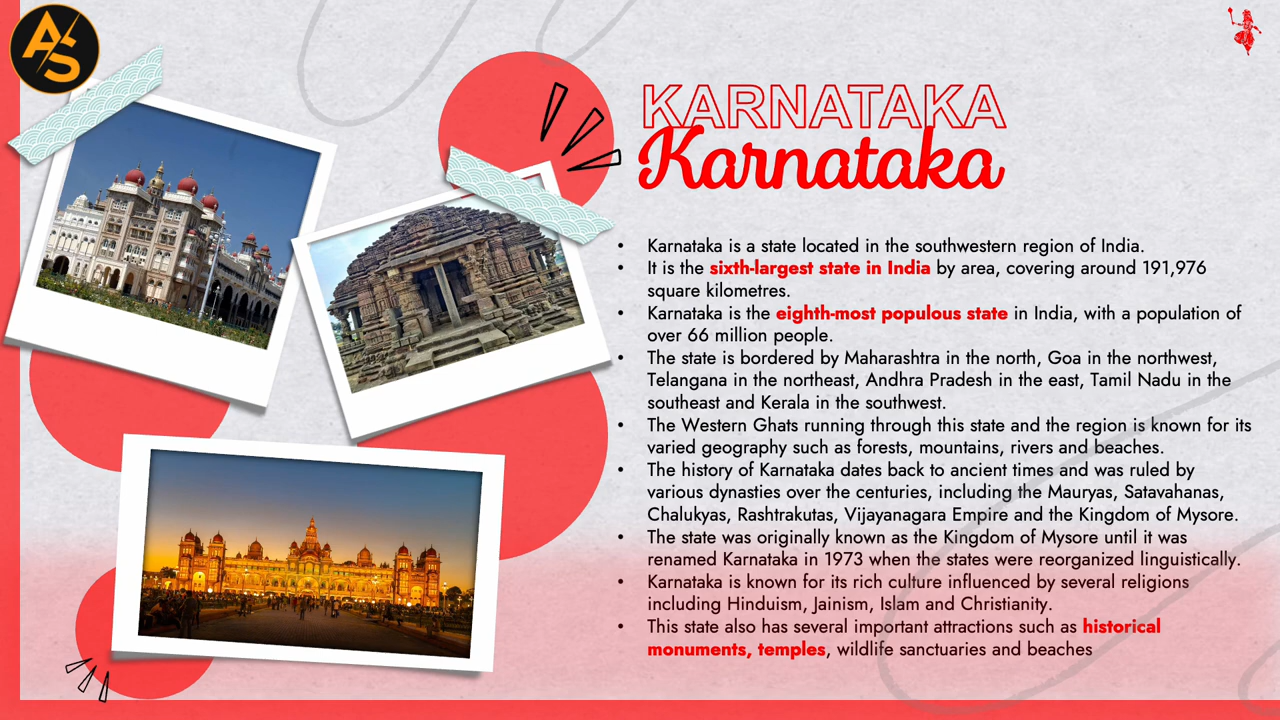 AS
KARNATAKA
Karnataka
• Karnataka is a state located in the southwestern region of India.
• It is the sixth-largest state in India by area, covering around 191,976
square kilometres.
• Karnataka is the eighth-most populous state in India, with a population of
over 66 million people.
• The state is bordered by Maharashtra in the north, Goa in the northwest,
Telangana in the northeast, Andhra Pradesh in the east, Tamil Nadu in the
southeast and Kerala in the southwest.
• The Western Ghats running through this state and the region is known for its
varied geography such as forests, mountains, rivers and beaches.
• The history of Karnataka dates back to ancient times and was ruled by
various dynasties over the centuries, including the Mauryas, Satavahanas,
Chalukyas, Rashtrakutas, Vijayanagara Empire and the Kingdom of Mysore.
• The state was originally known as the Kingdom of Mysore until it was
renamed Karnataka in 1973 when the states were reorganized linguistically.
• Karnataka is known for its rich culture influenced by several religions
including Hinduism, Jainism, Islam and Christianity.
• This state also has several important attractions such as historical
monuments, temples, wildlife sanctuaries and beaches